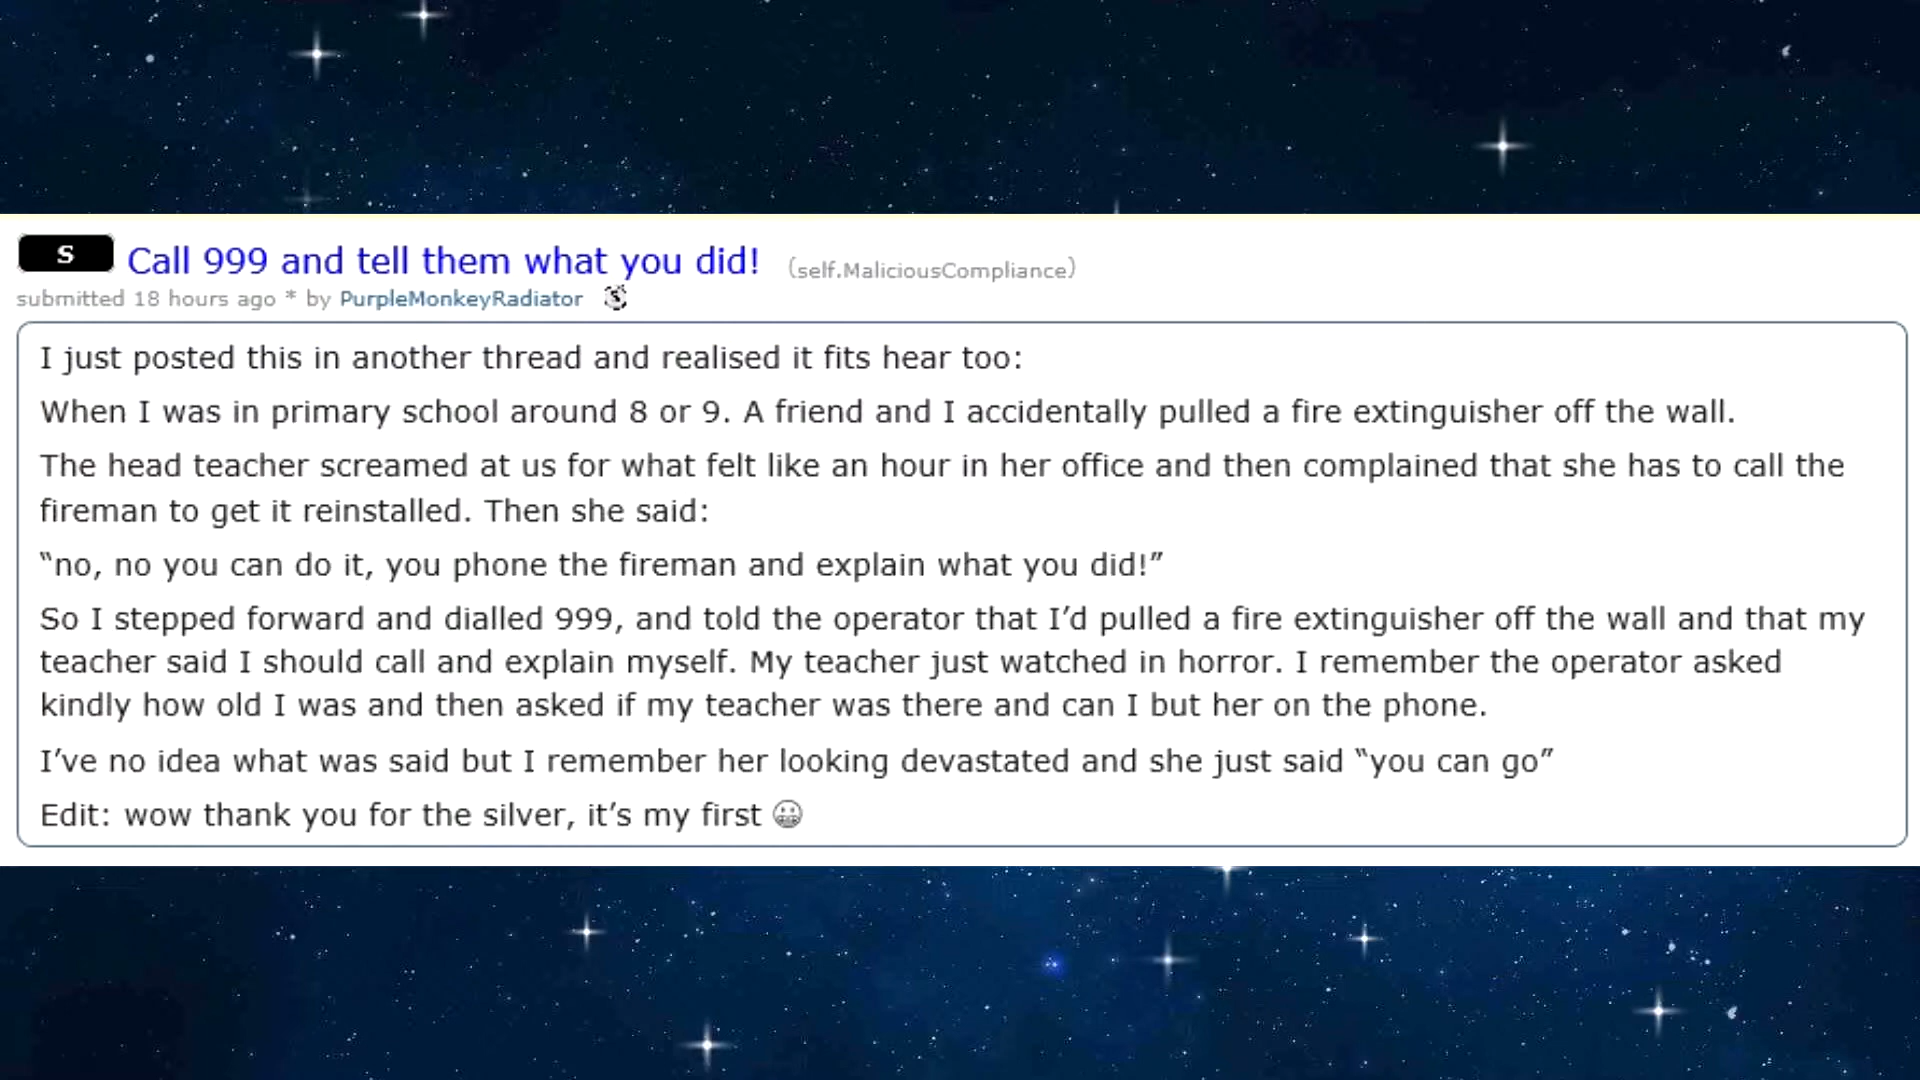 S Call 999 and tell them what you did! (self.MaliciousCompliance)
submitted 18 hours ago * by PurpleMonkeyRadiator S
I just posted this in another thread and realised it fits hear too:
When I was in primary school around 8 or 9. A friend and I accidentally pulled a fire extinguisher off the wall.
The head teacher screamed at us for what felt like an hour in her office and then complained that she has to call the
fireman to get it reinstalled. Then she said:
“no, no you can do it, you phone the fireman and explain what you did!”
So I stepped forward and dialled 999, and told the operator that I’d pulled a fire extinguisher off the wall and that my
teacher said I should call and explain myself. My teacher just watched in horror. I remember the operator asked
kindly how old I was and then asked if my teacher was there and can I but her on the phone.
I’ve no idea what was said but I remember her looking devastated and she just said “you can go”
Edit: wow thank you for the silver, it’s my first 😀